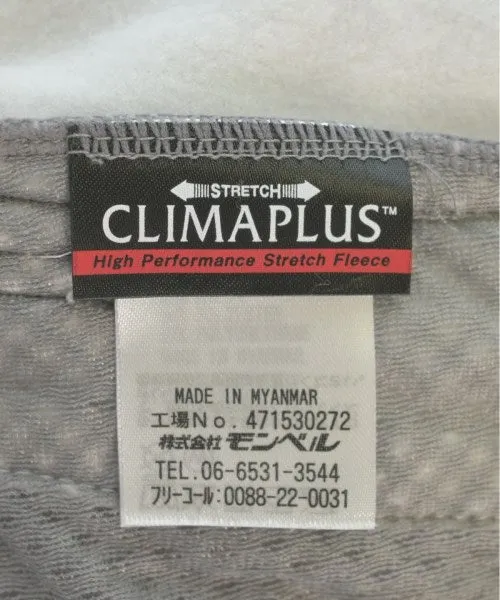 STRETCH
CLIMAPLUS™
High Performance Stretch Fleece
MADE IN MYANMAR
工場No. 471530272
株式会社 モンベル
TEL. 06-6531-3544
フリーコール:0088-22-0031